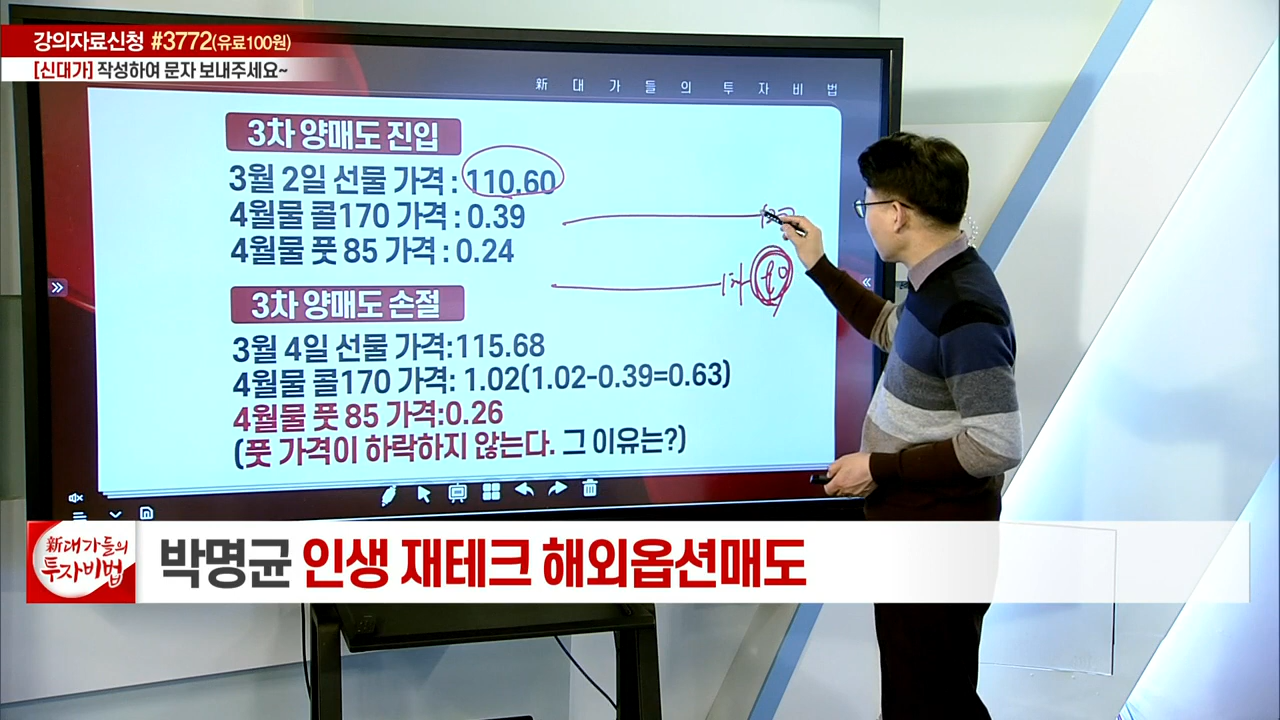 강의자료신청 #3772(유료100원)
[신대가] 작성하여 문자 보내주세요~
新 대 가 들 의 투 자 비 법
3차 양매도 진입
3월 2일 선물 가격 : 110.60
4월물 콜170 가격 : 0.39
4월물 풋 85 가격 : 0.24
3차 양매도 손절
3월 4일 선물 가격:115.68
4월물 콜170 가격: 1.02(1.02-0.39=0.63)
4월물 풋 85 가격:0.26
(풋 가격이 하락하지 않는다. 그 이유는?)
新대가들의
투자비법
박명균 인생 재테크 해외옵션매도